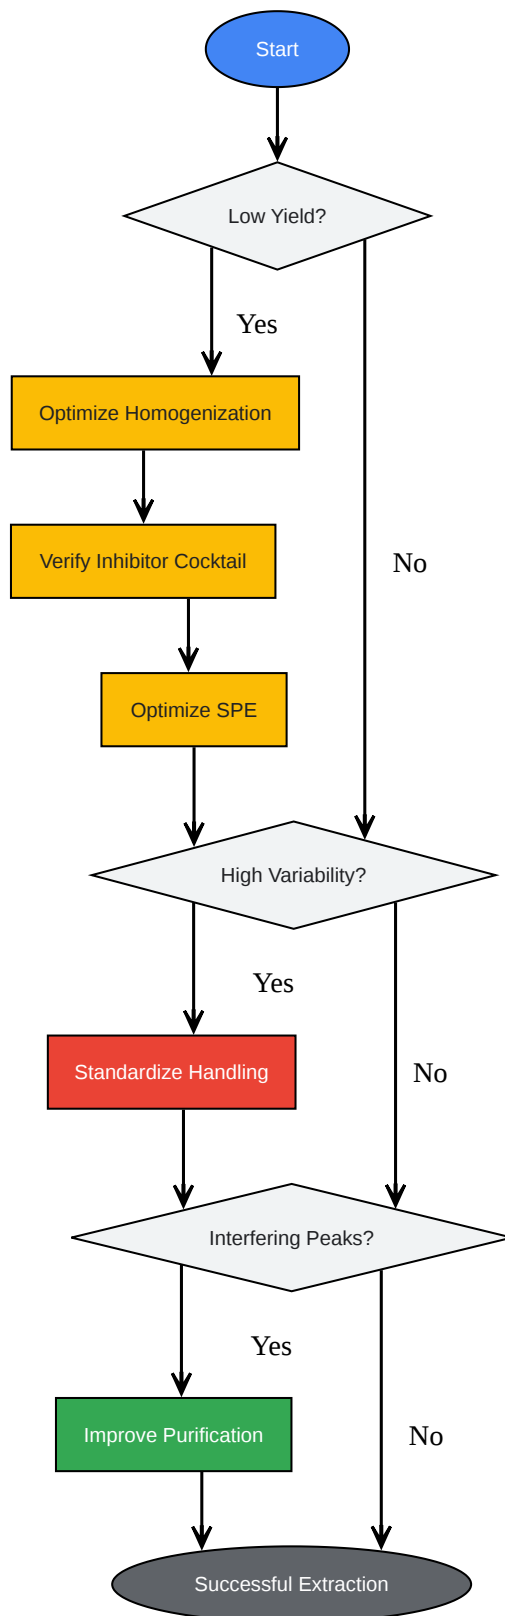 Start
Low Yield?
Yes
Optimize Homogenization
Verify Inhibitor Cocktail
No
Optimize SPE
High Variability?
Yes
Standardize Handling
No
Interfering Peaks?
Yes
Improve Purification
No
Successful Extraction